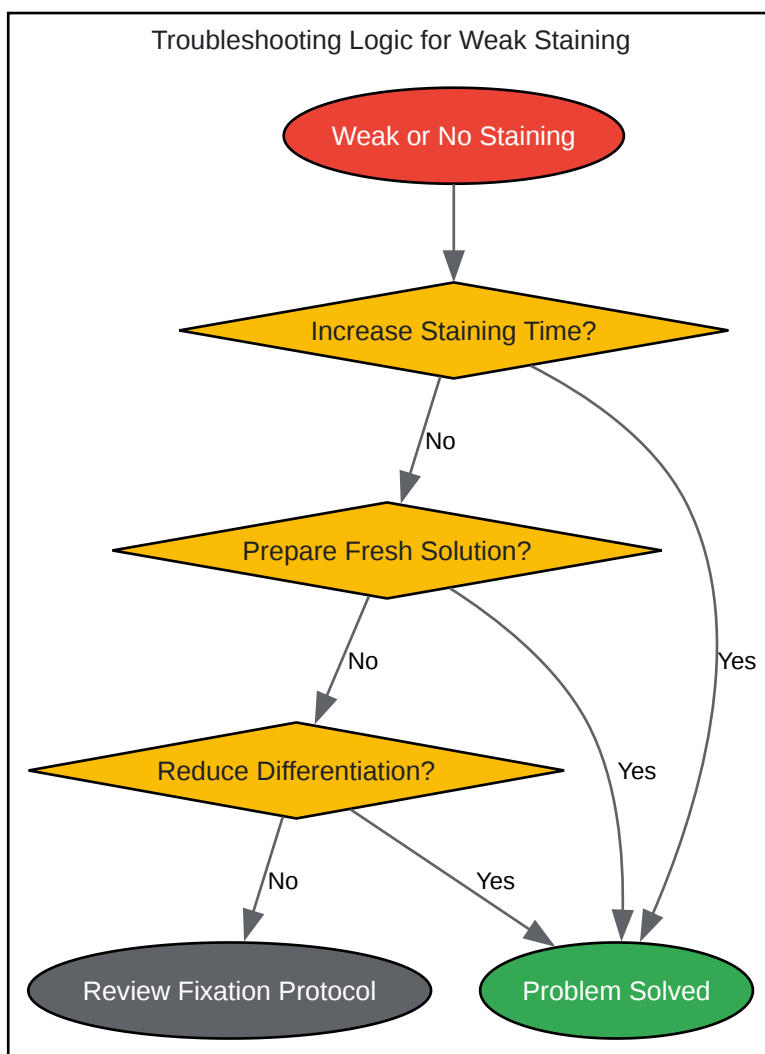 Troubleshooting Logic for Weak Staining
Weak or No Staining
Increase Staining Time?
No
Prepare Fresh Solution?
No
Yes
Reduce Differentiation?
Yes
No
Yes
Review Fixation Protocol
Problem Solved